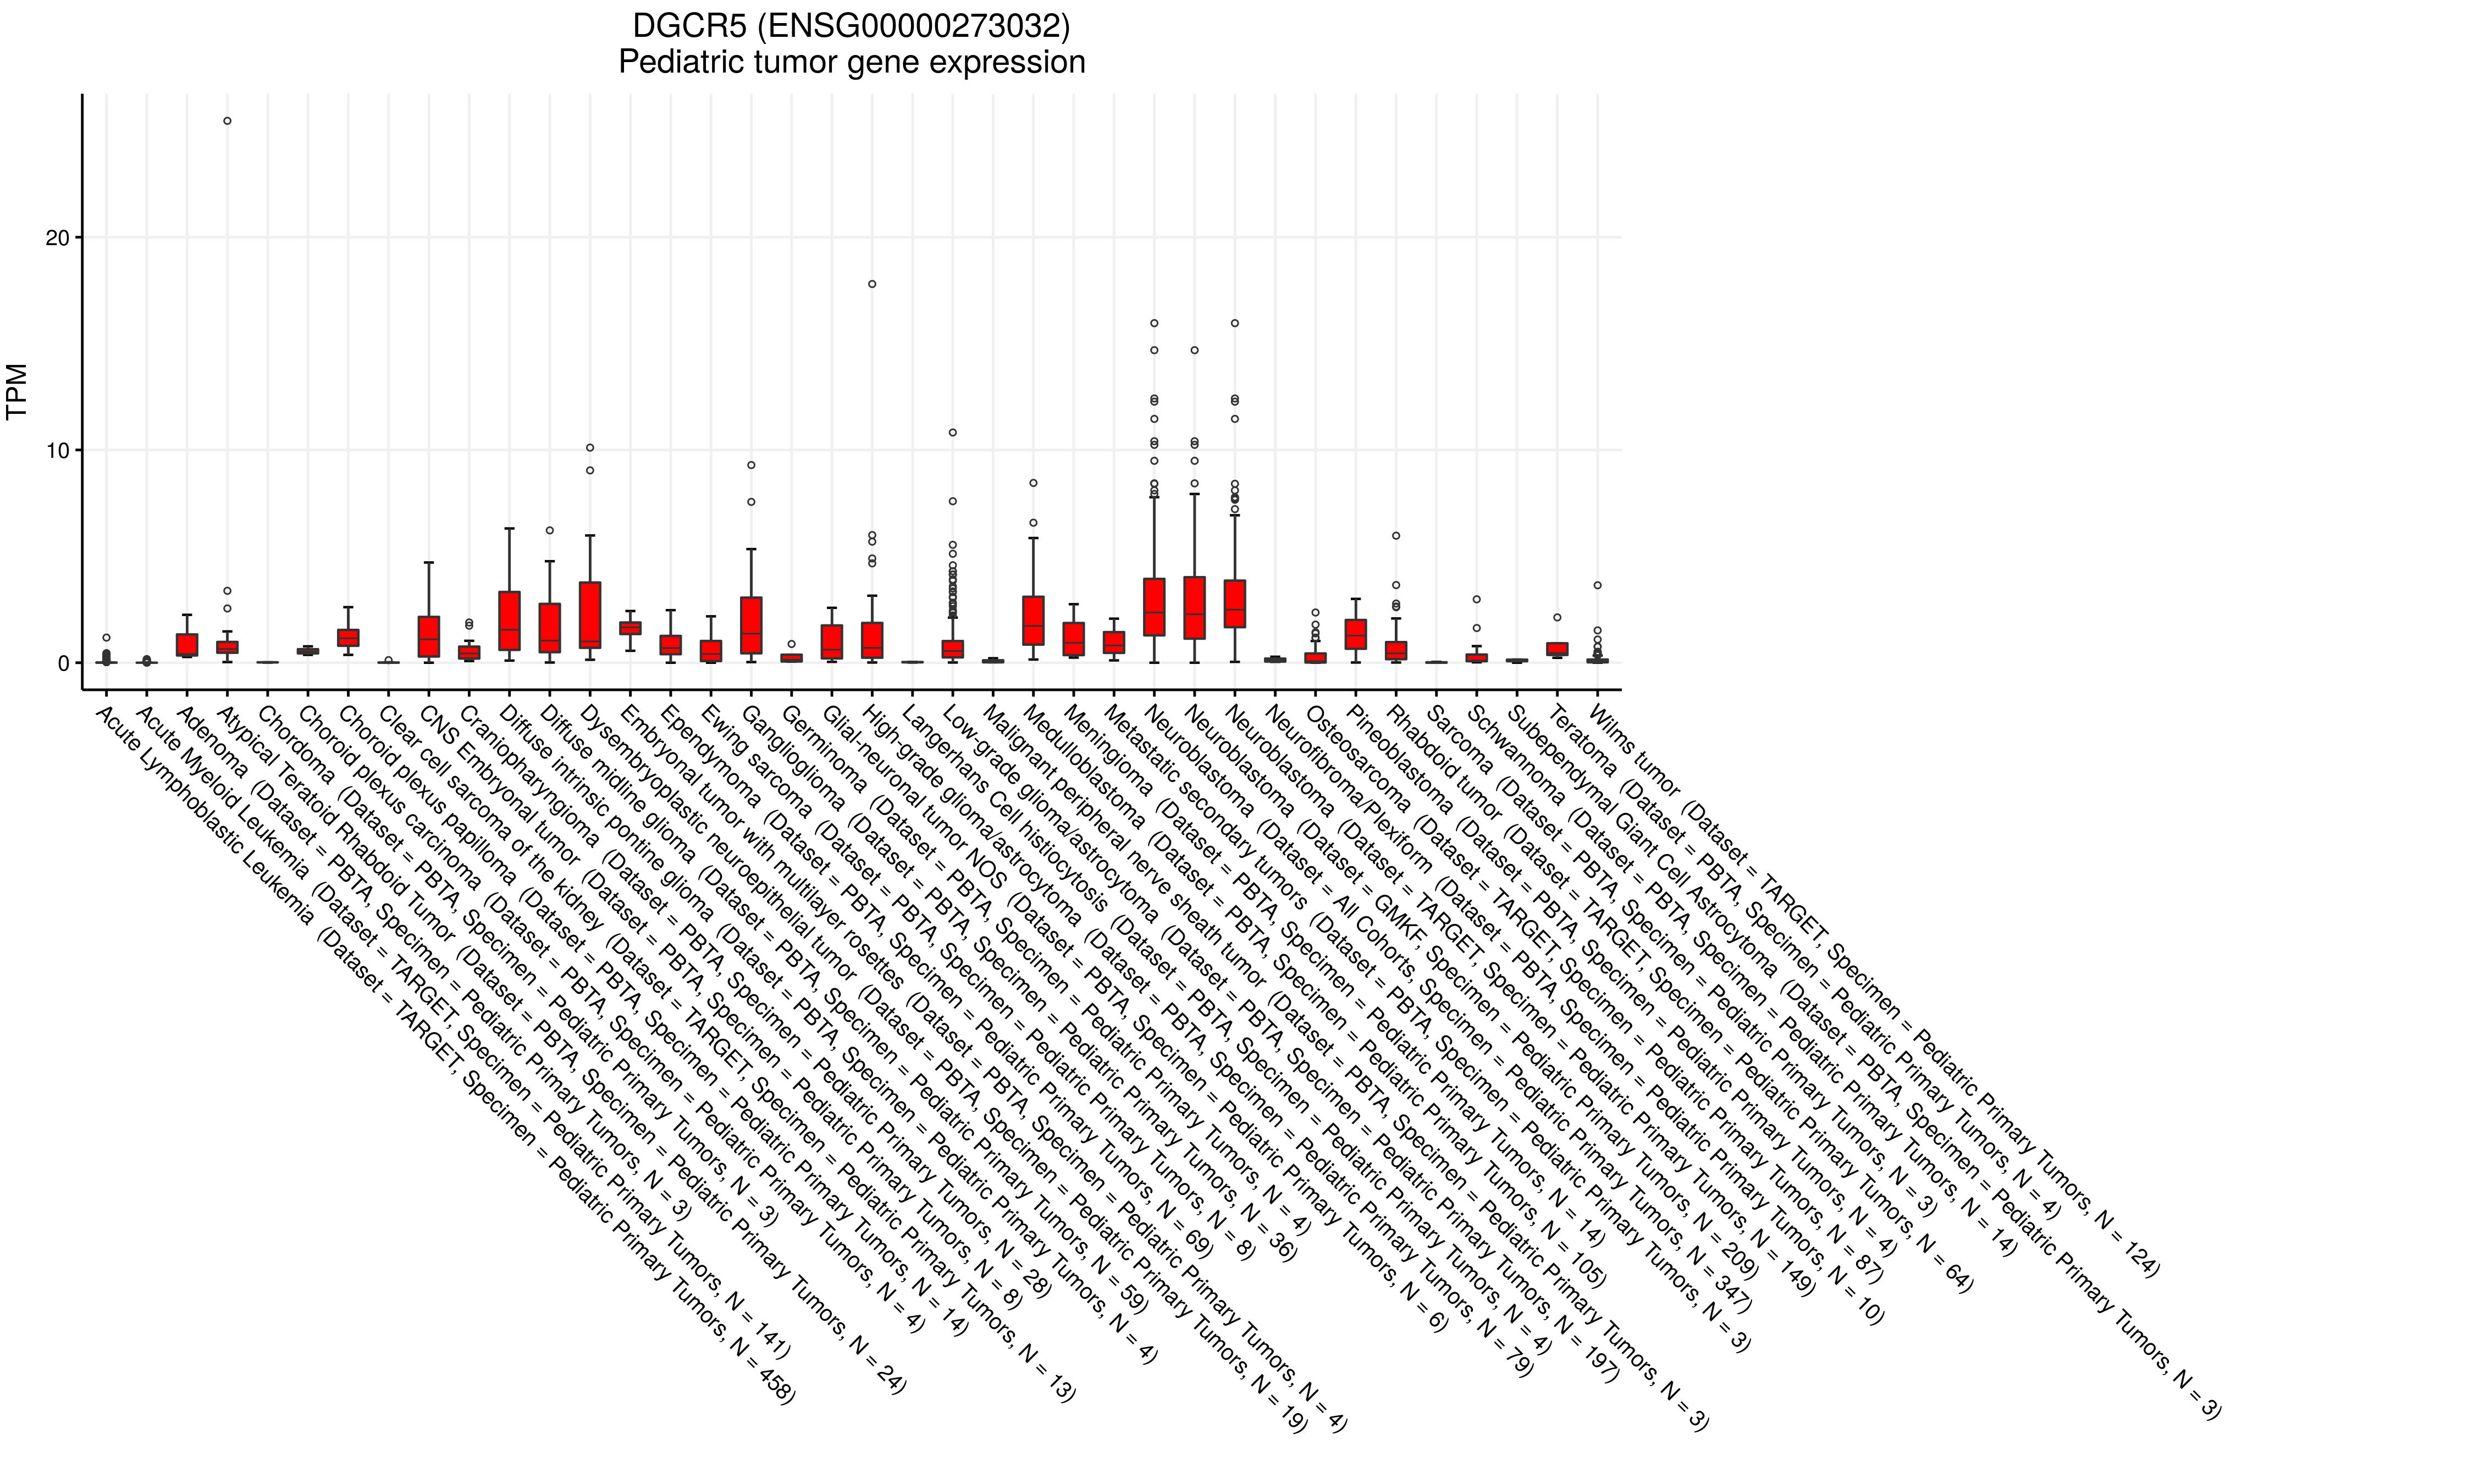 DGCR5 (ENSG00000273032)
Pediatric tumor gene expression
TPM
20
10
0
Acute Lymphoblastic Leukemia (Dataset = TARGET, Specimen = Pediatric Primary Tumors, N = 458)
Acute Myeloid Leukemia (Dataset = TARGET, Specimen = Pediatric Primary Tumors, N = 141)
Adenoma (Dataset = PBTA, Specimen = Pediatric Primary Tumors, N = 3)
Atypical Teratoid Rhabdoid Tumor (Dataset = PBTA, Specimen = Pediatric Primary Tumors, N = 24)
Chordoma (Dataset = PBTA, Specimen = Pediatric Primary Tumors, N = 3)
Choroid plexus carcinoma (Dataset = PBTA, Specimen = Pediatric Primary Tumors, N = 4)
Choroid plexus papilloma (Dataset = PBTA, Specimen = Pediatric Primary Tumors, N = 14)
Clear cell sarcoma of the kidney (Dataset = TARGET, Specimen = Pediatric Primary Tumors, N = 13)
CNS Embryonal tumor (Dataset = PBTA, Specimen = Pediatric Primary Tumors, N = 8)
Craniopharyngioma (Dataset = PBTA, Specimen = Pediatric Primary Tumors, N = 28)
Diffuse intrinsic pontine glioma (Dataset = PBTA, Specimen = Pediatric Primary Tumors, N = 4)
Diffuse midline glioma (Dataset = PBTA, Specimen = Pediatric Primary Tumors, N = 59)
Dysembryoplastic neuroepithelial tumor (Dataset = PBTA, Specimen = Pediatric Primary Tumors, N = 19)
Embryonal tumor with multilayer rosettes (Dataset = PBTA, Specimen = Pediatric Primary Tumors, N = 4)
Ependymoma (Dataset = PBTA, Specimen = Pediatric Primary Tumors, N = 69)
Ewing sarcoma (Dataset = PBTA, Specimen = Pediatric Primary Tumors, N = 8)
Ganglioglioma (Dataset = PBTA, Specimen = Pediatric Primary Tumors, N = 36)
Germinoma (Dataset = PBTA, Specimen = Pediatric Primary Tumors, N = 4)
Glial-neuronal tumor NOS (Dataset = PBTA, Specimen = Pediatric Primary Tumors, N = 6)
High-grade glioma/astrocytoma (Dataset = PBTA, Specimen = Pediatric Primary Tumors, N = 79)
Langerhans Cell histiocytosis (Dataset = PBTA, Specimen = Pediatric Primary Tumors, N = 4)
Low-grade glioma/astrocytoma (Dataset = PBTA, Specimen = Pediatric Primary Tumors, N = 197)
Malignant peripheral nerve sheath tumor (Dataset = PBTA, Specimen = Pediatric Primary Tumors, N = 3)
Medulloblastoma (Dataset = PBTA, Specimen = Pediatric Primary Tumors, N = 105)
Meningioma (Dataset = PBTA, Specimen = Pediatric Primary Tumors, N = 14)
Metastatic secondary tumors (Dataset = PBTA, Specimen = Pediatric Primary Tumors, N = 3)
Neuroblastoma (Dataset = All Cohorts, Specimen = Pediatric Primary Tumors, N = 347)
Neuroblastoma (Dataset = GMKF, Specimen = Pediatric Primary Tumors, N = 209)
Neuroblastoma (Dataset = TARGET, Specimen = Pediatric Primary Tumors, N = 149)
Neurofibroma/Plexiform (Dataset = PBTA, Specimen = Pediatric Primary Tumors, N = 10)
Osteosarcoma (Dataset = TARGET, Specimen = Pediatric Primary Tumors, N = 87)
Pineoblastoma (Dataset = PBTA, Specimen = Pediatric Primary Tumors, N = 4)
Rhabdoid tumor (Dataset = TARGET, Specimen = Pediatric Primary Tumors, N = 64)
Sarcoma (Dataset = PBTA, Specimen = Pediatric Primary Tumors, N = 3)
Schwannoma (Dataset = PBTA, Specimen = Pediatric Primary Tumors, N = 14)
Subependymal Giant Cell Astrocytoma (Dataset = PBTA, Specimen = Pediatric Primary Tumors, N = 3)
Teratoma (Dataset = PBTA, Specimen = Pediatric Primary Tumors, N = 4)
Wilms tumor (Dataset = TARGET, Specimen = Pediatric Primary Tumors, N = 124)